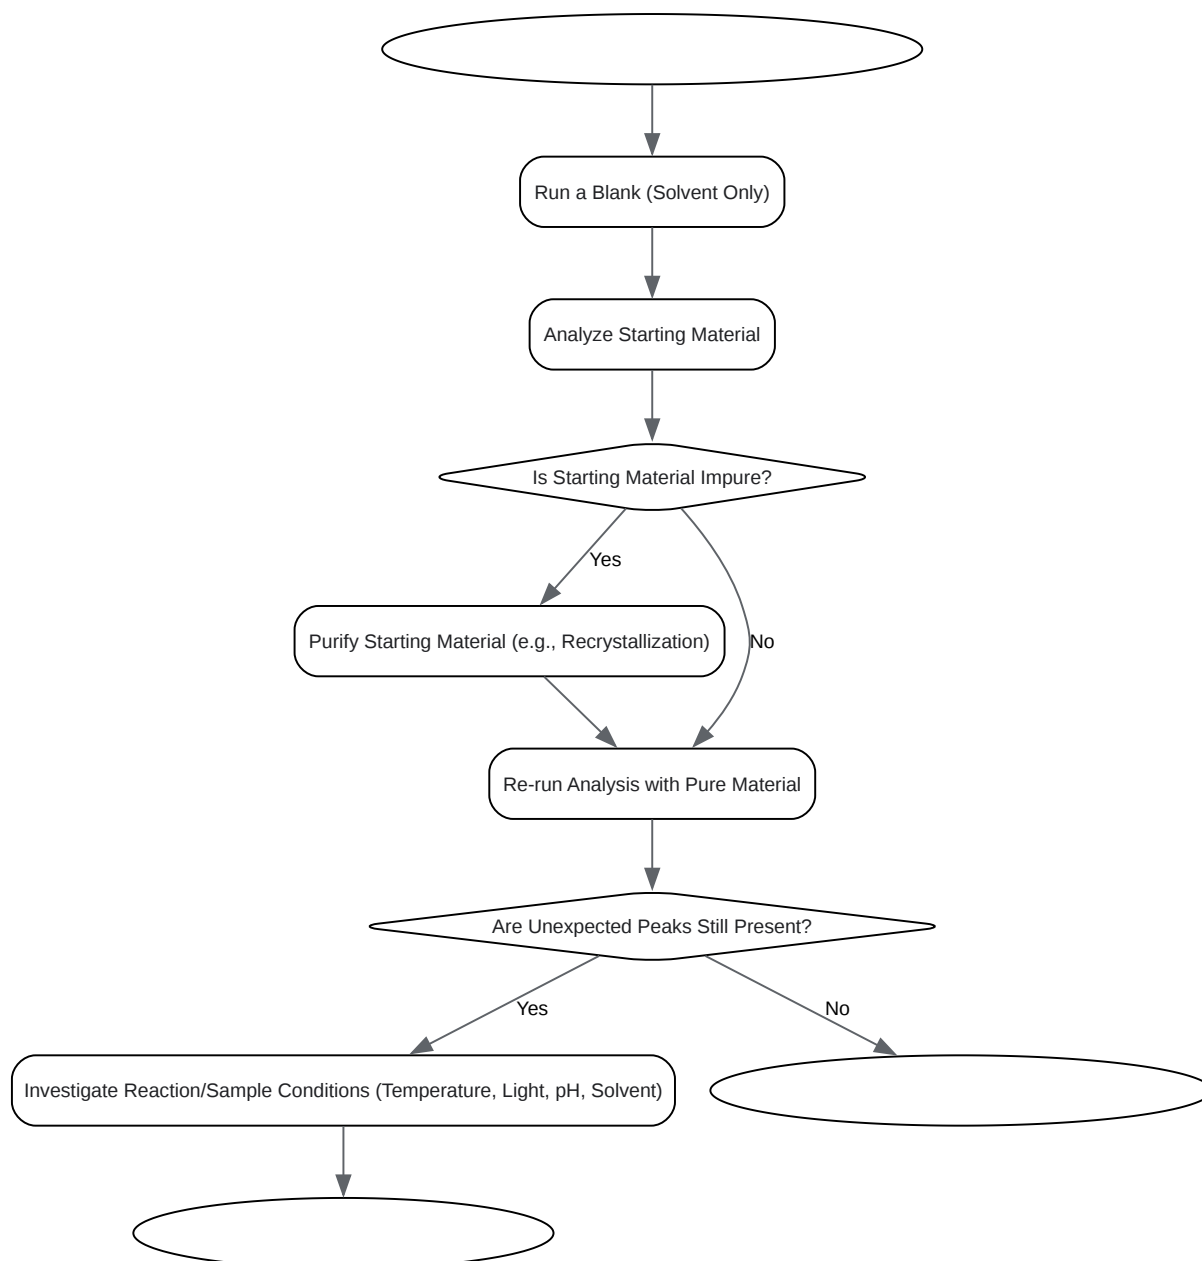 Run a Blank (Solvent Only)
Analyze Starting Material
Is Starting Material Impure?
Yes
Purify Starting Material (e.g., Recrystallization)
No
Re-run Analysis with Pure Material
Are Unexpected Peaks Still Present?
Yes
No
Investigate Reaction/Sample Conditions (Temperature, Light, pH, Solvent)